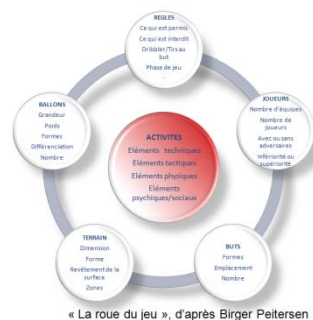 REGLES
Ce qui est permis
Ce qui est interdit
Dribbler/Tirs au
but
Phase de jeu
...
BALLONS
Grandeur
Poids
Formes
Différenciation
Nombre
JOUEURS
Nombre d'équipes
Nombre de
joueurs
Avec ou sans
adversaires
Infériorité ou
supériorité
ACTIVITES
Eléments techniques
Eléments tactiques
Eléments physiques
Eléments
psychiques/sociaux
TERRAIN
Dimension
Forme
Revêtement de la
surface
Zones
BUTS
Formes
Emplacement
Nombre
« La roue du jeu », d'après Birger Peitersen